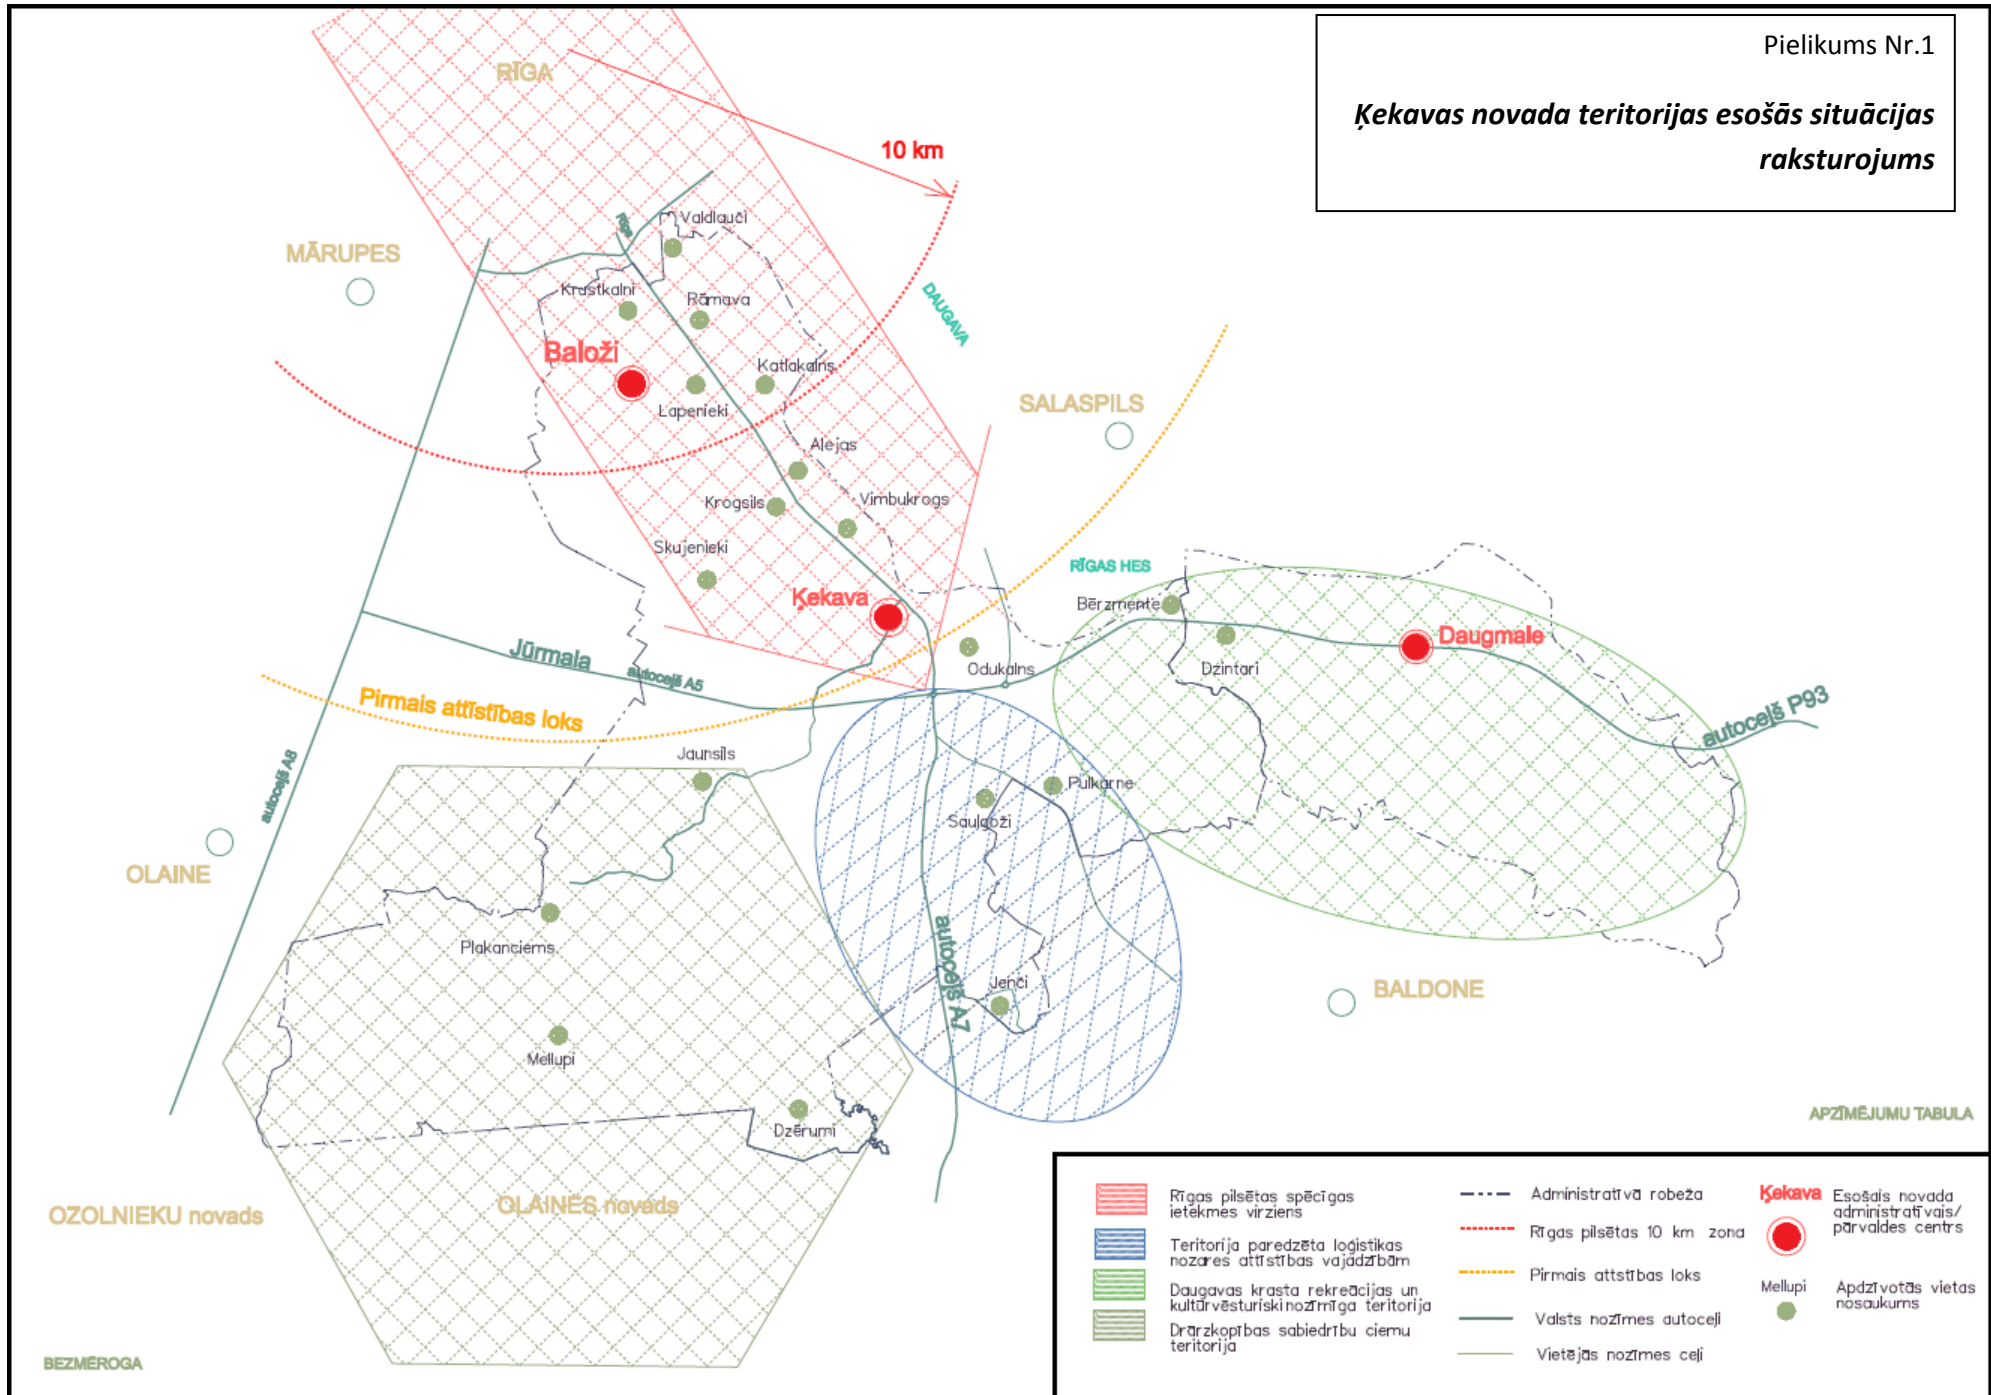 Pielikums Nr.1
Ķekavas novada teritorijas esošās situācijas
raksturojums
RĪGA
10 km
Rīga
Valdlauči
MĀRUPES
Krustkalni
Rāmava
DAUGAVA
Baloži
Katlakalns
Lapenieki
SALASPILS
Alejas
Krogsils
Vimbukrogs
Skujenieki
RĪGAS HES
Ķekava
Bērzmente
Daugmale
Jūrmala
autoceļš A5
Odukalns
Dzintari
Pirmais attīstības loks
autoceļš P93
Jaunsils
autoceļš A8
Pulkarne
Saulgoži
OLAINE
Plakanciems
autoceļš A7
Jenči
BALDONE
Mellupi
Dzērumi
APZĪMĒJUMU TABULA
OZOLNIEKU novads
OLAINES novads
BEZMĒROGA
Rīgas pilsētas spēcīgas
ietekmes virziens
Teritorija paredzēta loģistikas
nozares attīstības vajadzībām
Daugavas krasta rekreācijas un
kultūrvēsturiski nozīmīga teritorija
Drārzkopības sabiedrību ciemu
teritorija
Administratīvā robeža
Rīgas pilsētas 10 km zona
Pirmais attstības loks
Valsts nozīmes autoceļi
Vietējās nozīmes ceļi
Ķekava
Esošais novada
administratīvais/
pārvaldes centrs
Mellupi
Apdzīvotās vietas
nosaukums